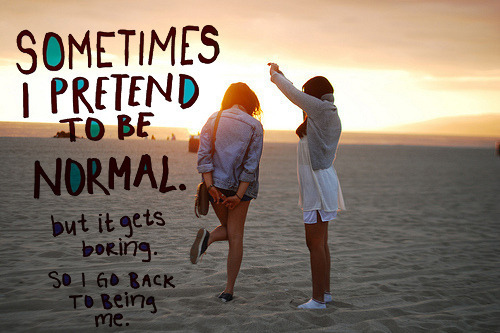 SOMETIMES
I PRETEND
TO BE
NORMAL.
but it gets
boring.
SO I GO BACK
TO Being
me.